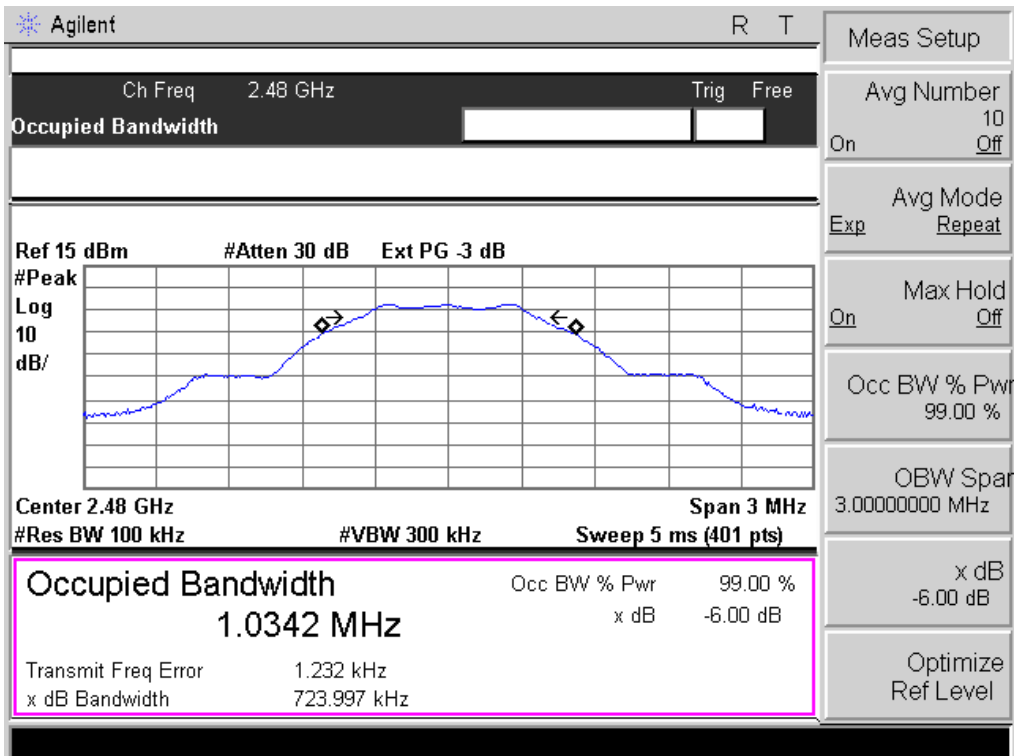 Agilent R T
Ch Freq 2.48 GHz Trig Free
Occupied Bandwidth
Ref 15 dBm #Atten 30 dB Ext PG -3 dB
#Peak
Log
10
dB/
Center 2.48 GHz Span 3 MHz
#Res BW 100 kHz #VBW 300 kHz Sweep 5 ms (401 pts)
Occupied Bandwidth Occ BW % Pwr 99.00 %
1.0342 MHz x dB -6.00 dB
Transmit Freq Error 1.232 kHz
x dB Bandwidth 723.997 kHz
Meas Setup
Avg Number
10
On Off
Avg Mode
Exp Repeat
Max Hold
On Off
Occ BW % Pwr
99.00 %
OBW Span
3.00000000 MHz
x dB
-6.00 dB
Optimize
Ref Level